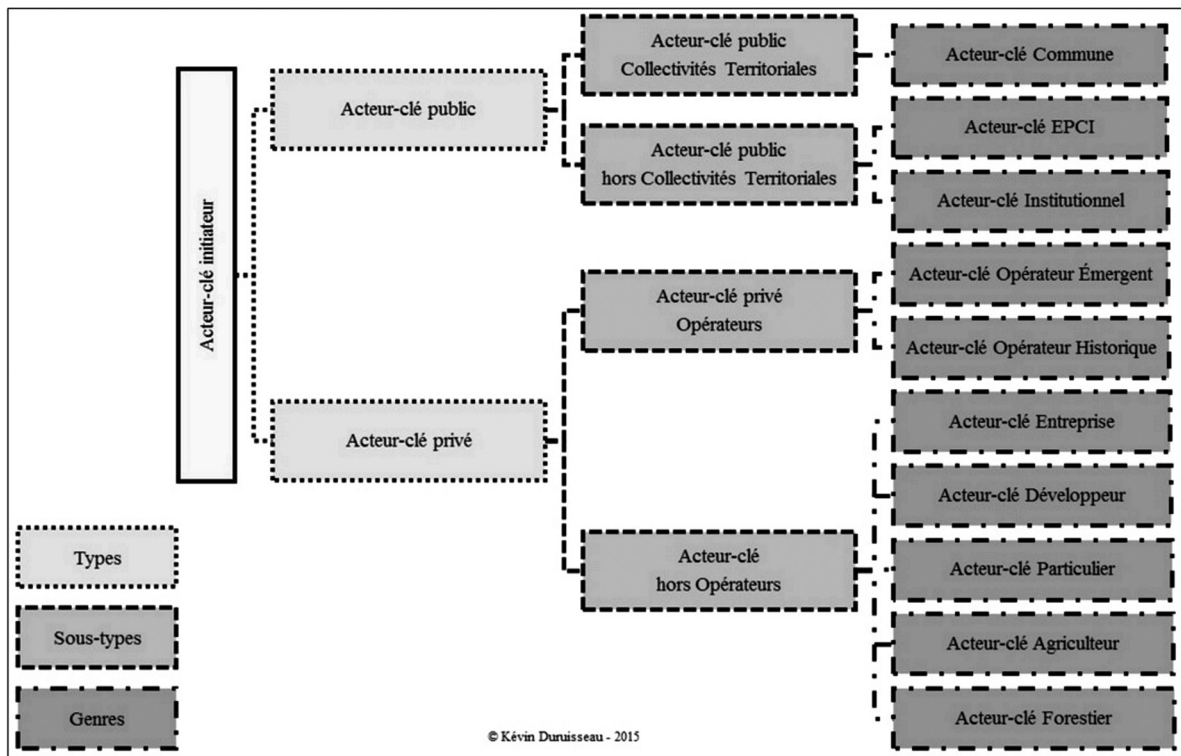 Acteur-clé initiateur
Acteur-clé public
Acteur-clé privé
Acteur-clé public
Collectivités Territoriales
Acteur-clé public
hors Collectivités Territoriales
Acteur-clé privé
Opérateurs
Acteur-clé
hors Opérateurs
Acteur-clé Commune
Acteur-clé EPCI
Acteur-clé Institutionnel
Acteur-clé Opérateur Émergent
Acteur-clé Opérateur Historique
Acteur-clé Entreprise
Acteur-clé Développeur
Acteur-clé Particulier
Acteur-clé Agriculteur
Acteur-clé Forestier
Types
Sous-types
Genres
© Kévin Duruisseau - 2015